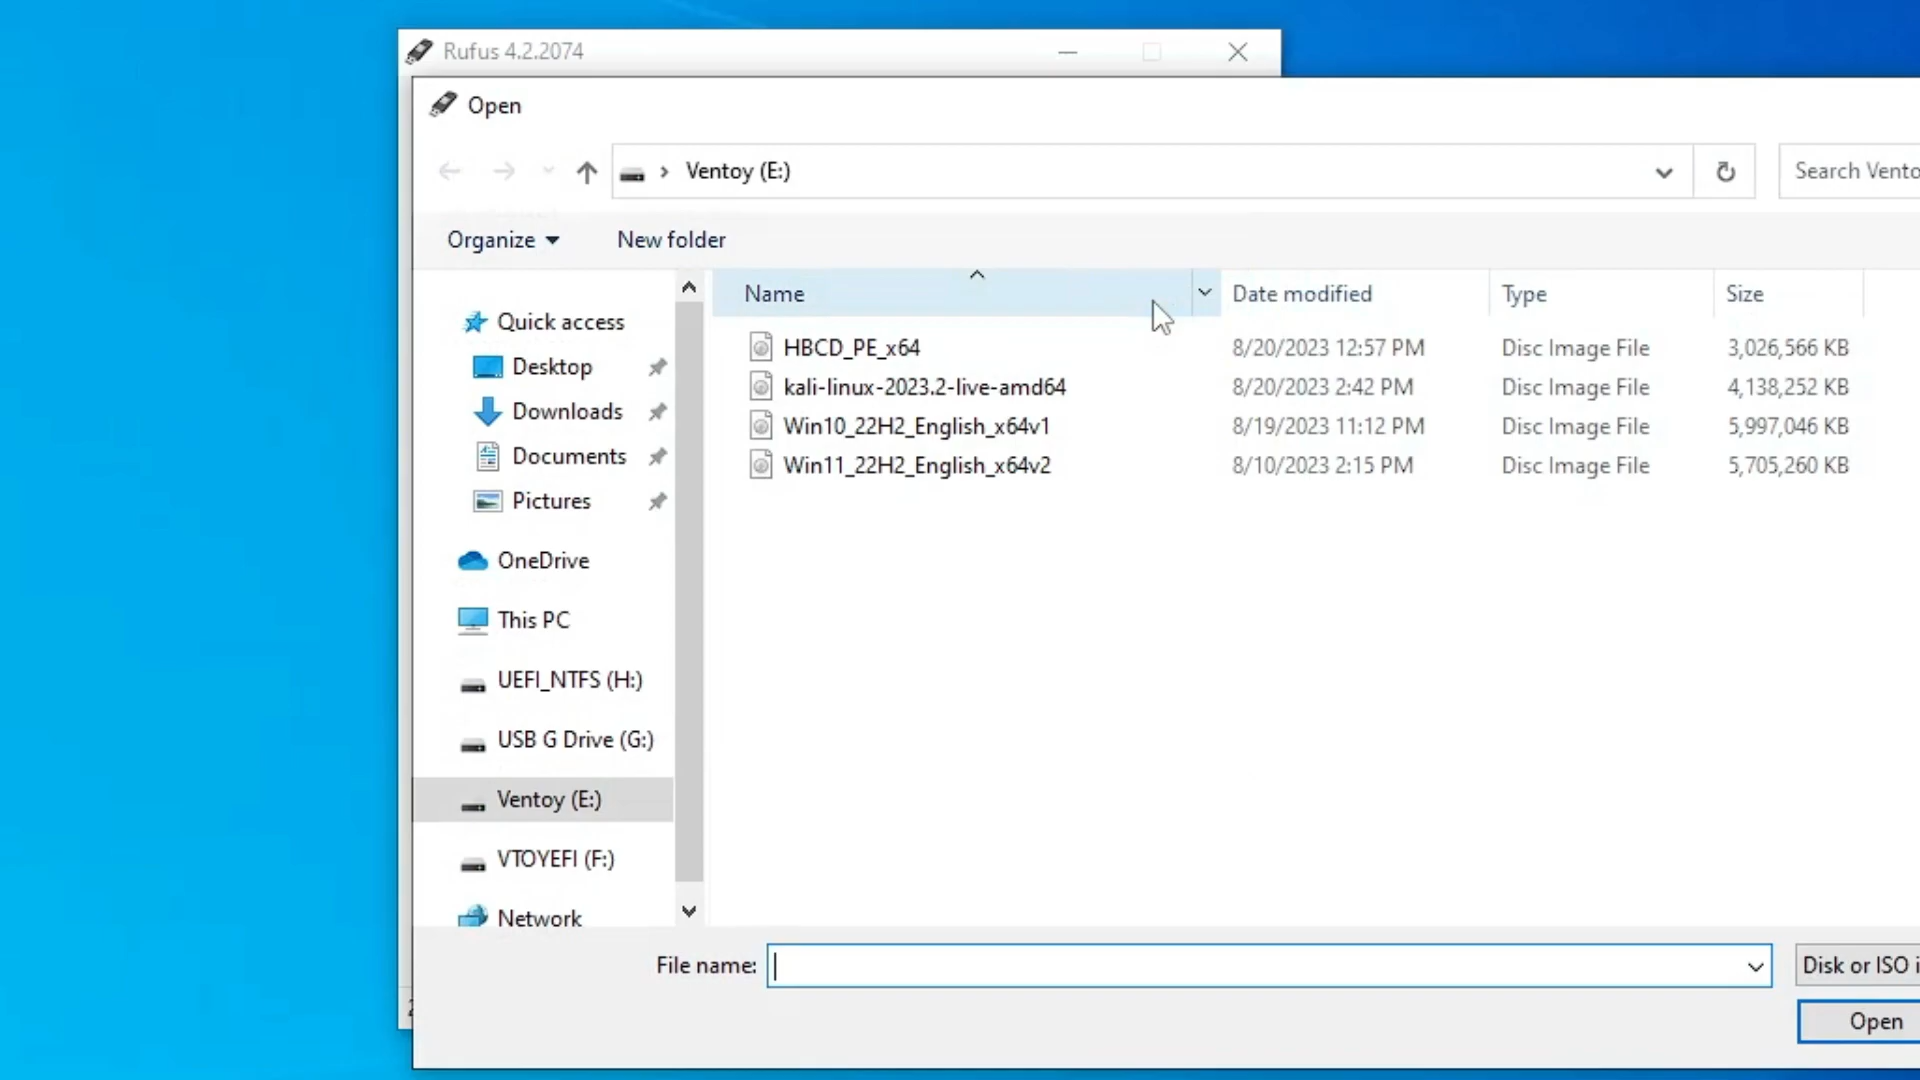 Rufus 4.2.2074
Open
Ventoy (E:)
Search Vento
Organize
New folder
Name
Date modified
Type
Size
Quick access
Desktop
Downloads
Documents
Pictures
OneDrive
This PC
UEFI_NTFS (H:)
USB G Drive (G:)
Ventoy (E:)
VTOYEFI (F:)
Network
HBCD_PE_x64 8/20/2023 12:57 PM Disc Image File 3,026,566 KB
kali-linux-2023.2-live-amd64 8/20/2023 2:42 PM Disc Image File 4,138,252 KB
Win10_22H2_English_x64v1 8/19/2023 11:12 PM Disc Image File 5,997,046 KB
Win11_22H2_English_x64v2 8/10/2023 2:15 PM Disc Image File 5,705,260 KB
File name:
Disk or ISO i
Open